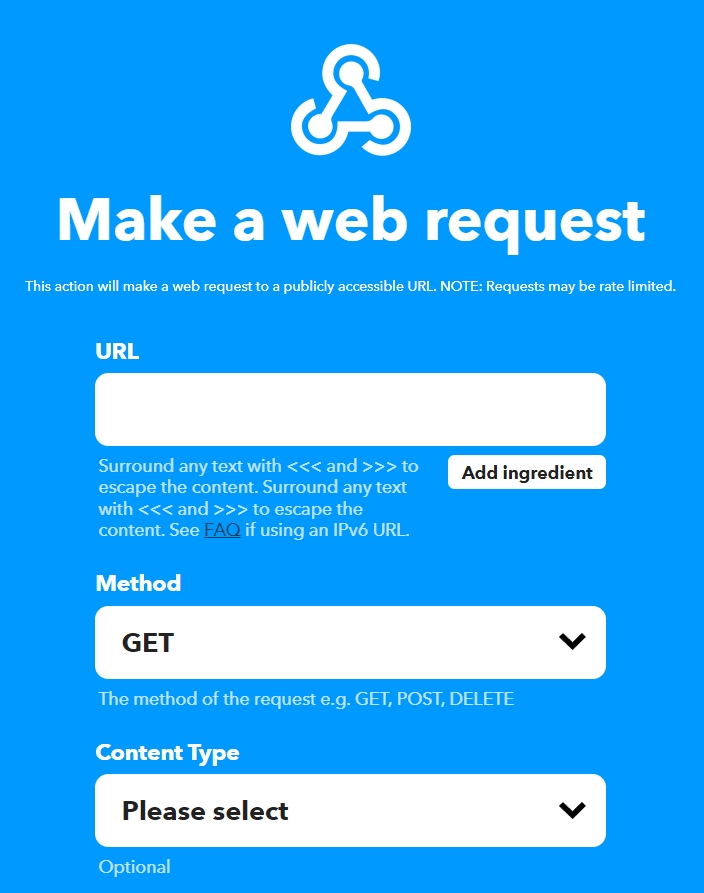 Make a web request
This action will make a web request to a publicly accessible URL. NOTE: Requests may be rate limited.
URL
Surround any text with <<< and >>> to
escape the content. Surround any text
with <<< and >>> to escape the
content. See FAQ if using an IPv6 URL.
Add ingredient
Method
GET
The method of the request e.g. GET, POST, DELETE
Content Type
Please select
Optional